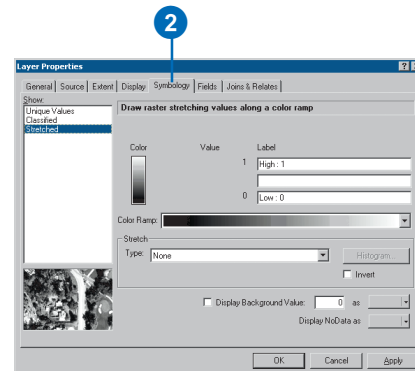 2
Layer Properties
General Source Extent Display Symbology Fields Joins & Relates
Show:
Unique Values
Classified
Stretched
Draw raster stretching values along a color ramp
Color Value Label
1 High : 1
0 Low : 0
Color Ramp:
Stretch
Type: None Histogram...
Invert
Display Background Value: 0 as
Display NoData as
OK Cancel Apply